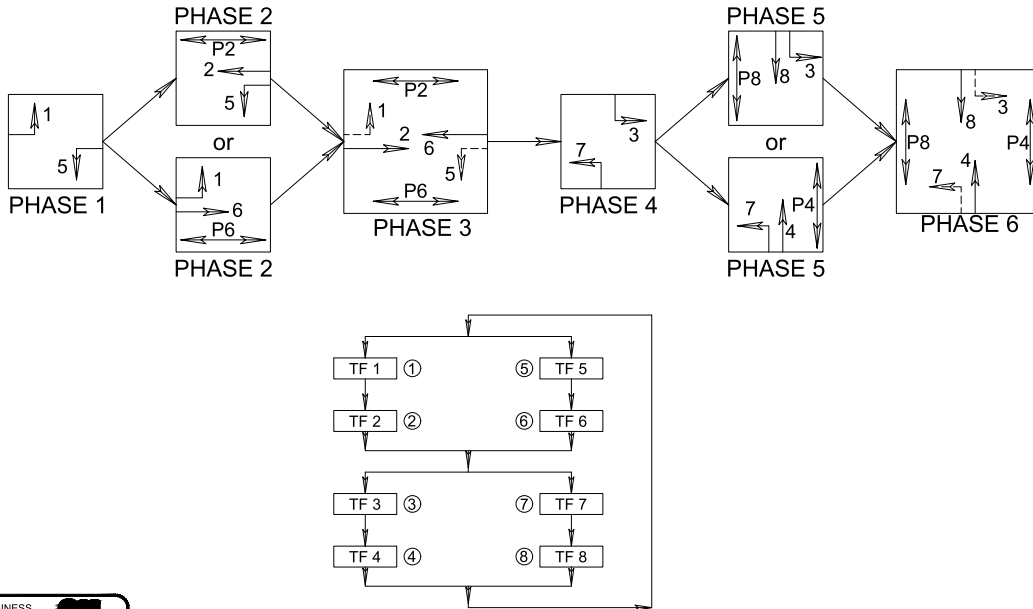 PHASE 1
1
5
PHASE 2
P2
2
5
or
1
6
P6
PHASE 2
P2
1
2
6
5
P6
PHASE 3
3
7
PHASE 4
PHASE 5
P8
8
3
or
7
4
P4
PHASE 5
3
8
P8
P4
4
7
PHASE 6
TF 1 ① ⑤ TF 5
TF 2 ② ⑥ TF 6
TF 3 ③ ⑦ TF 7
TF 4 ④ ⑧ TF 8